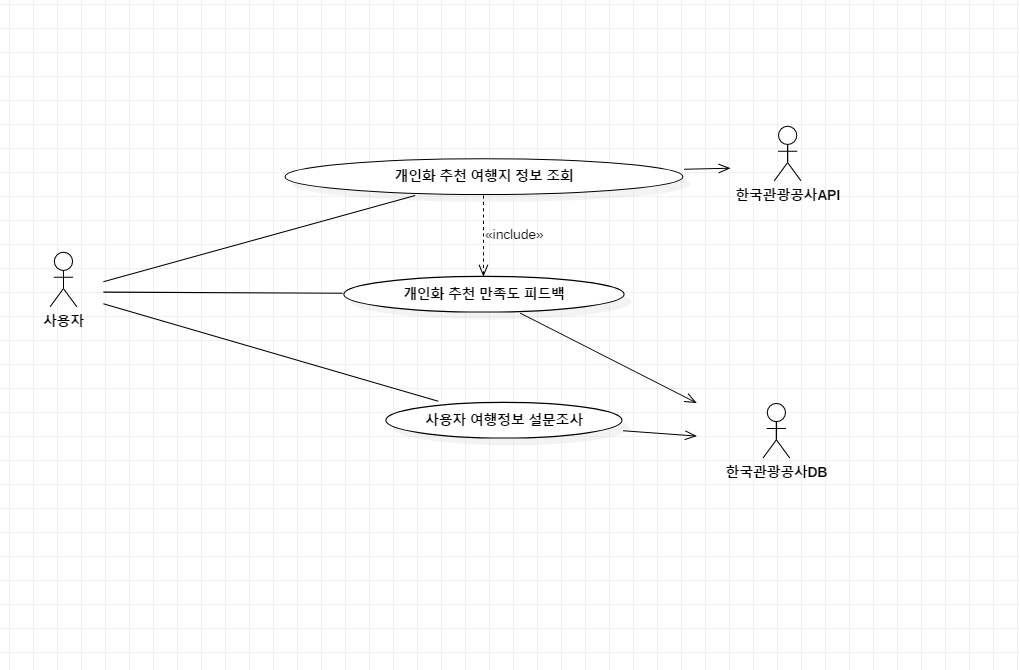 개인화 추천 여행지 정보 조회
한국관광공사API
«include»
개인화 추천 만족도 피드백
사용자
사용자 여행정보 설문조사
한국관광공사DB